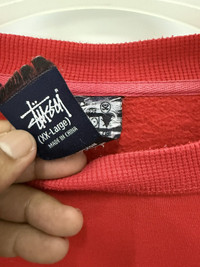 Stüssy
(XX-Large)
MADE IN CHINA